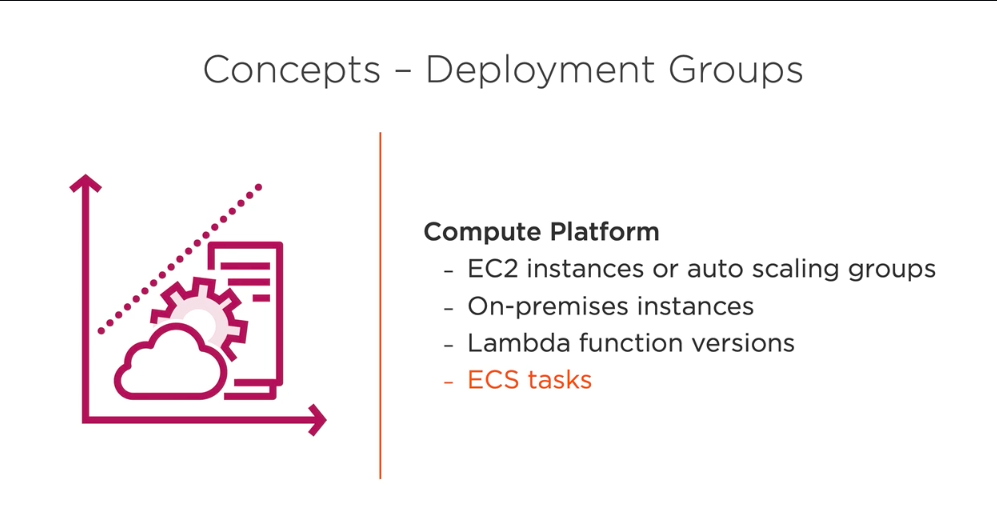 Concepts – Deployment Groups
Compute Platform
- EC2 instances or auto scaling groups
- On-premises instances
- Lambda function versions
- ECS tasks